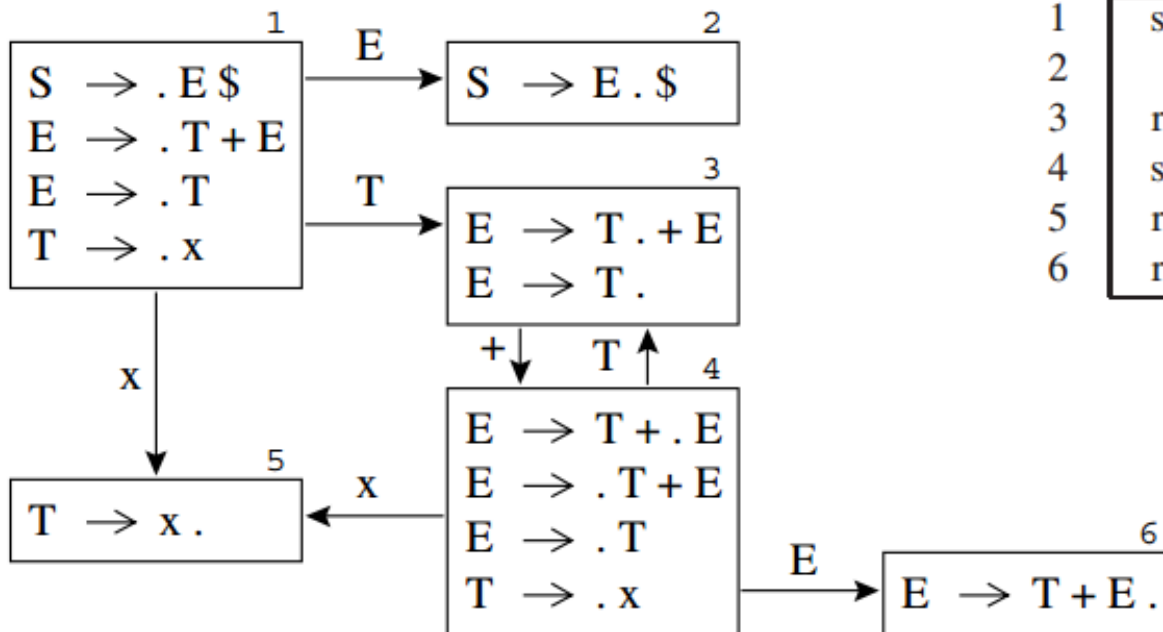 1
S → . E $
E → . T + E
E → . T
T → . x
E
2
S → E . $
T
3
E → T . + E
E → T .
x
+
T
4
E → T + . E
E → . T + E
E → . T
T → . x
5
T → x .
x
E
6
E → T + E .
1 s
2
3 r
4 s
5 r
6 r